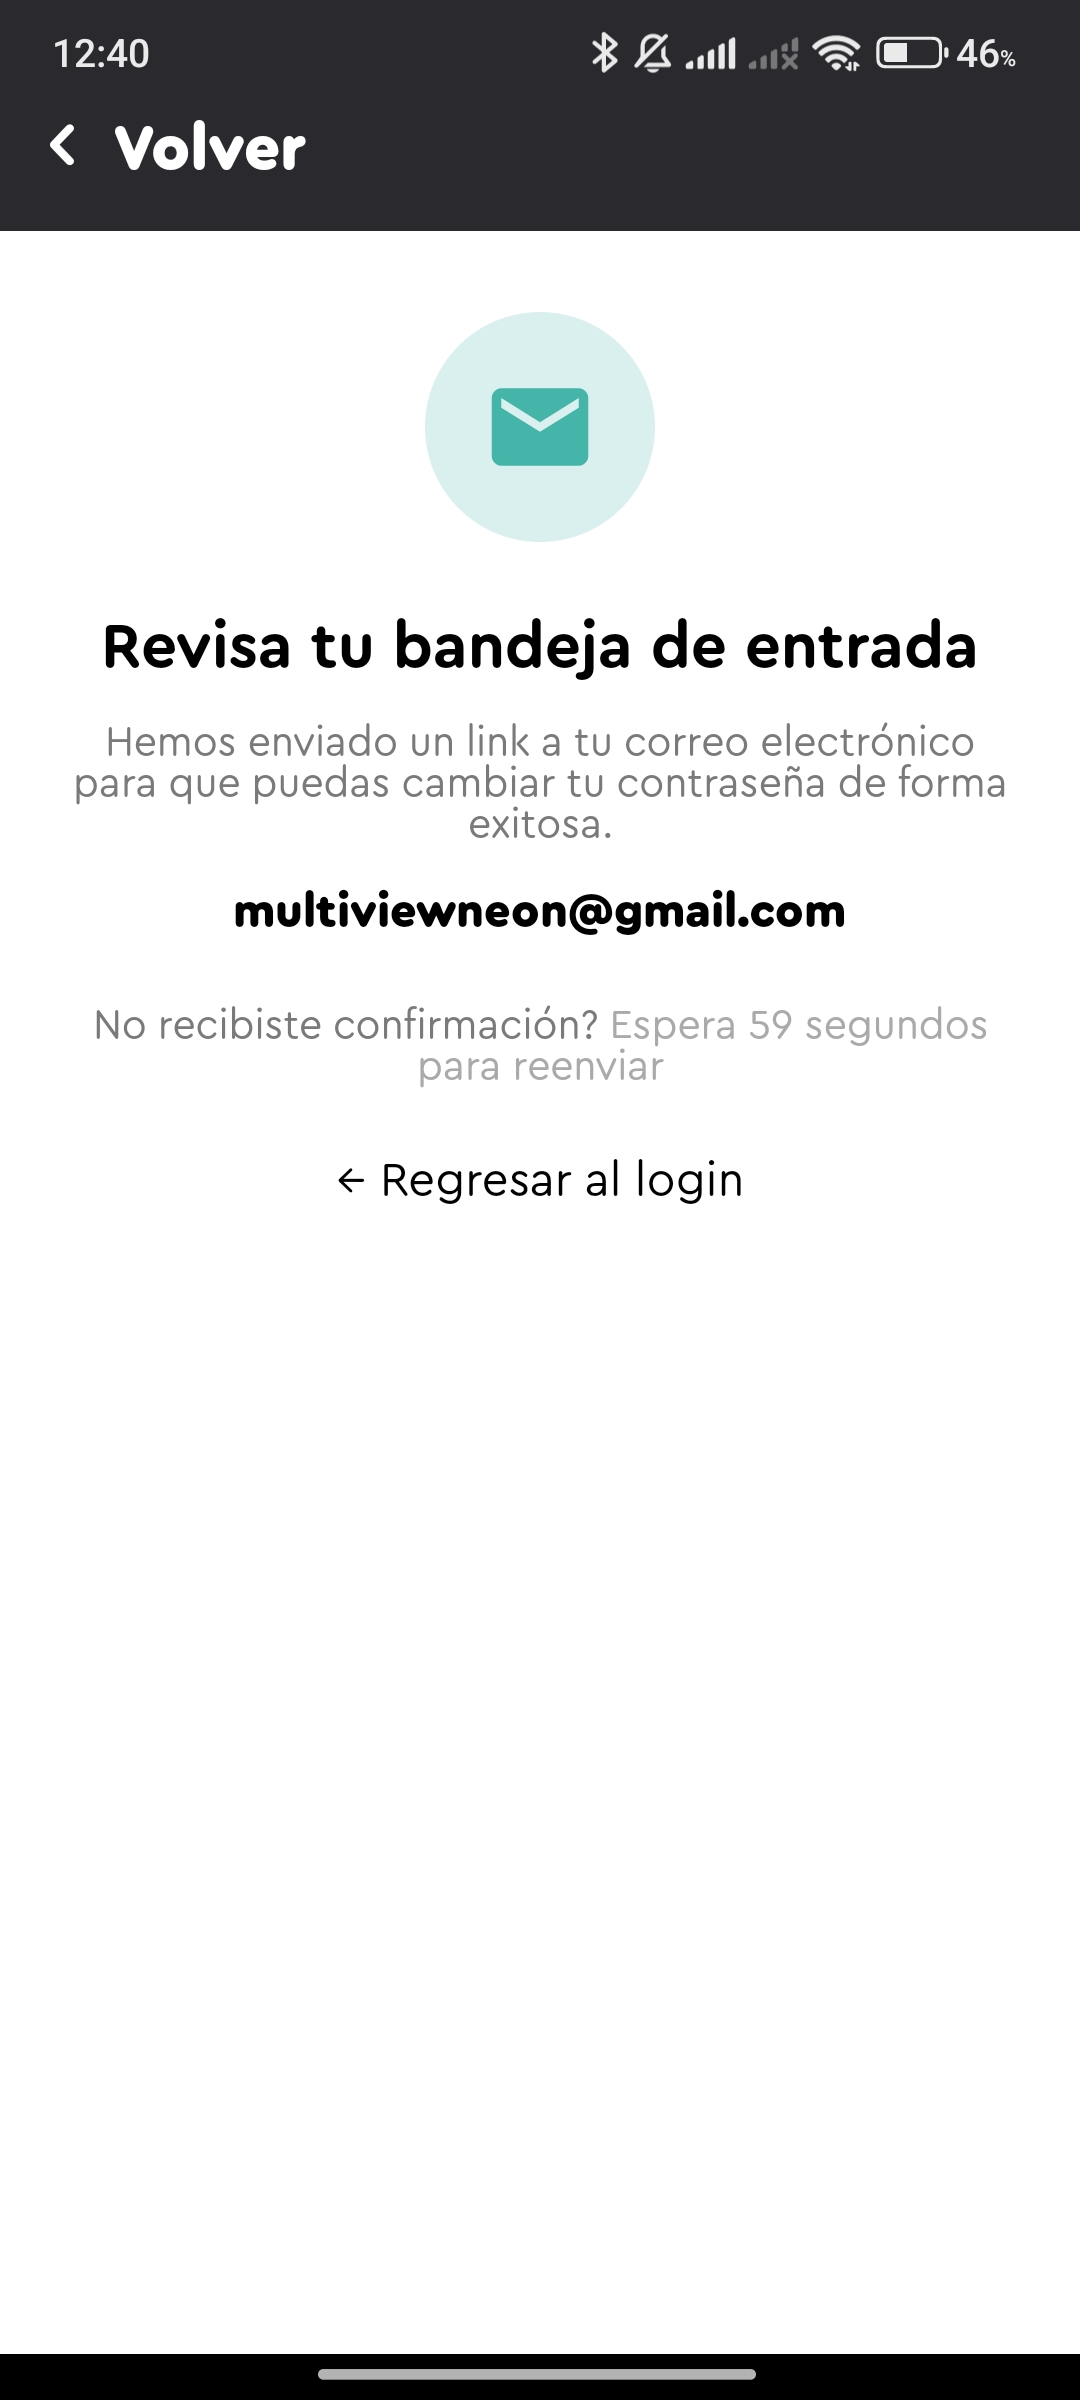 12:40
46%
Volver
Revisa tu bandeja de entrada
Hemos enviado un link a tu correo electrónico
para que puedas cambiar tu contraseña de forma
exitosa.
multiviewneon@gmail.com
No recibiste confirmación? Espera 59 segundos
para reenviar
← Regresar al login